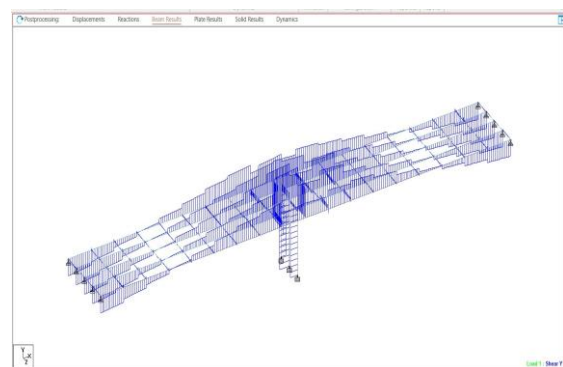 Postprocessing: Displacements Reactions Beam Results Plate Results Solid Results Dynamics
Y
X
Z
Load 1 : Shear Y